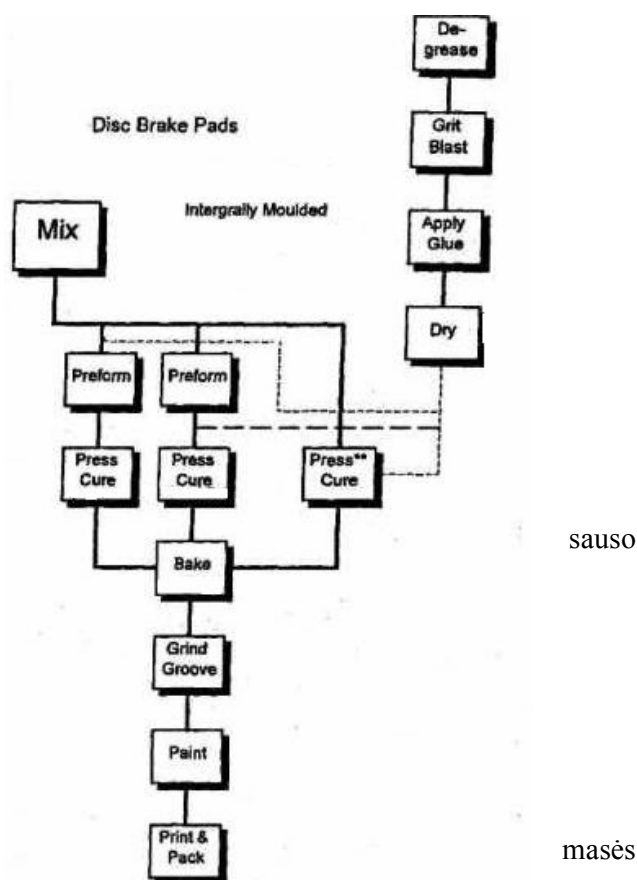 De-
grease
Disc Brake Pads
Grit
Blast
Intergrally Moulded
Mix
Apply
Glue
Dry
Preform
Preform
Press
Cure
Press
Cure
Press**
Cure
sauso
Bake
Grind
Groove
Paint
Print &
Pack
masės